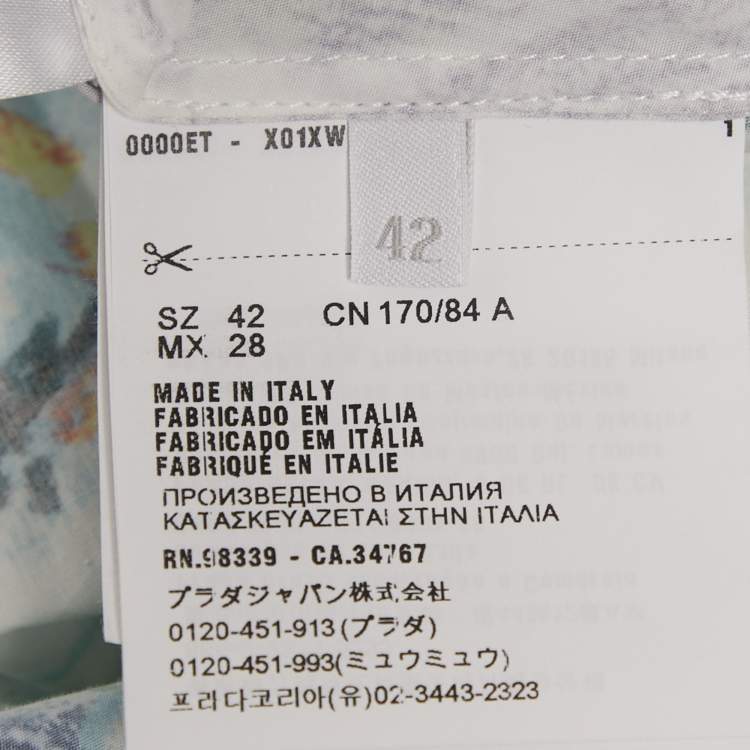 0000ET - X01XW
1
42
SZ 42 CN 170/84 A
MX. 28
MADE IN ITALY
FABRICADO EN ITALIA
FABRICADO EM ITÁLIA
FABRIQUÉ EN ITALIE
ПРОИЗВЕДЕНО В ИТАЛИЯ
ΚΑΤΑΣΚΕΥΑΖΕΤΑΙ ΣΤΗΝ ΙΤΑΛΙΑ
RN.98339 - CA.34767
プラダジャパン株式会社
0120-451-913(プラダ)
0120-451-993(ミュウミュウ)
프라다코리아(유)02-3443-2323